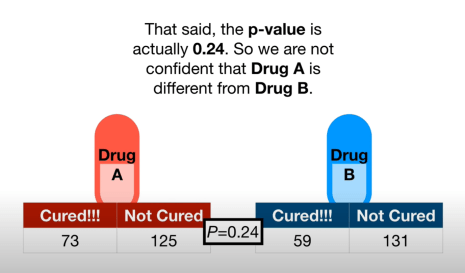 That said, the p-value is
actually 0.24. So we are not
confident that Drug A is
different from Drug B.
Drug
A
Drug
B
Cured!!! Not Cured
73 125
P=0.24
Cured!!! Not Cured
59 131